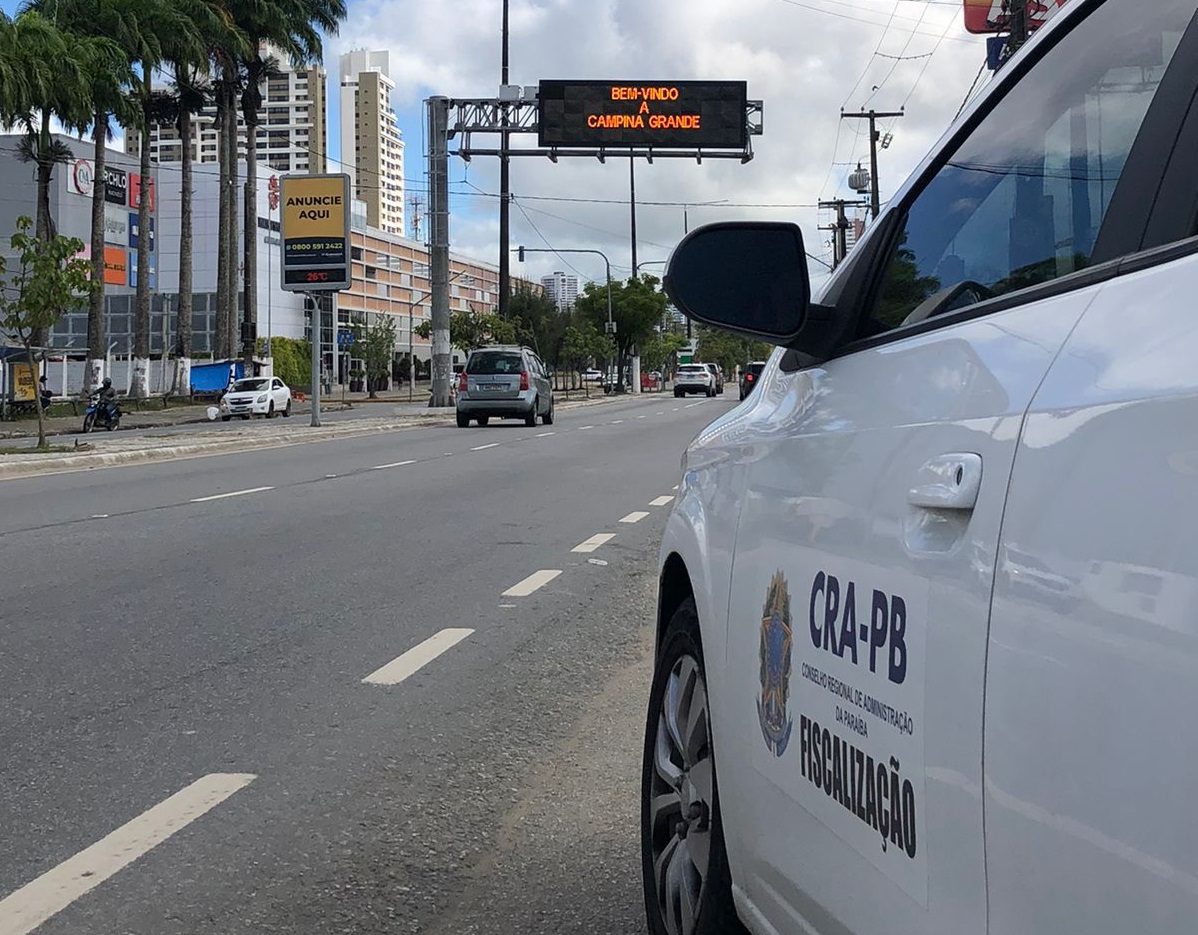 BEM-VINDO
A
CAMPINA GRANDE
ANUNCIE
AQUI
0800 591 2422
26°C
CRA-PB
CONSELHO REGIONAL DE ADMINISTRAÇÃO
DA PARAÍBA
FISCALIZAÇÃO